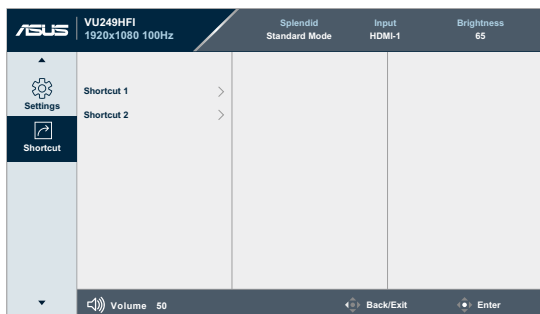 ASUS
VU249HFI
1920x1080 100Hz
Splendid
Standard Mode
Input
HDMI-1
Brightness
65
Settings
Shortcut
Shortcut 1
Shortcut 2
Volume 50
Back/Exit
Enter